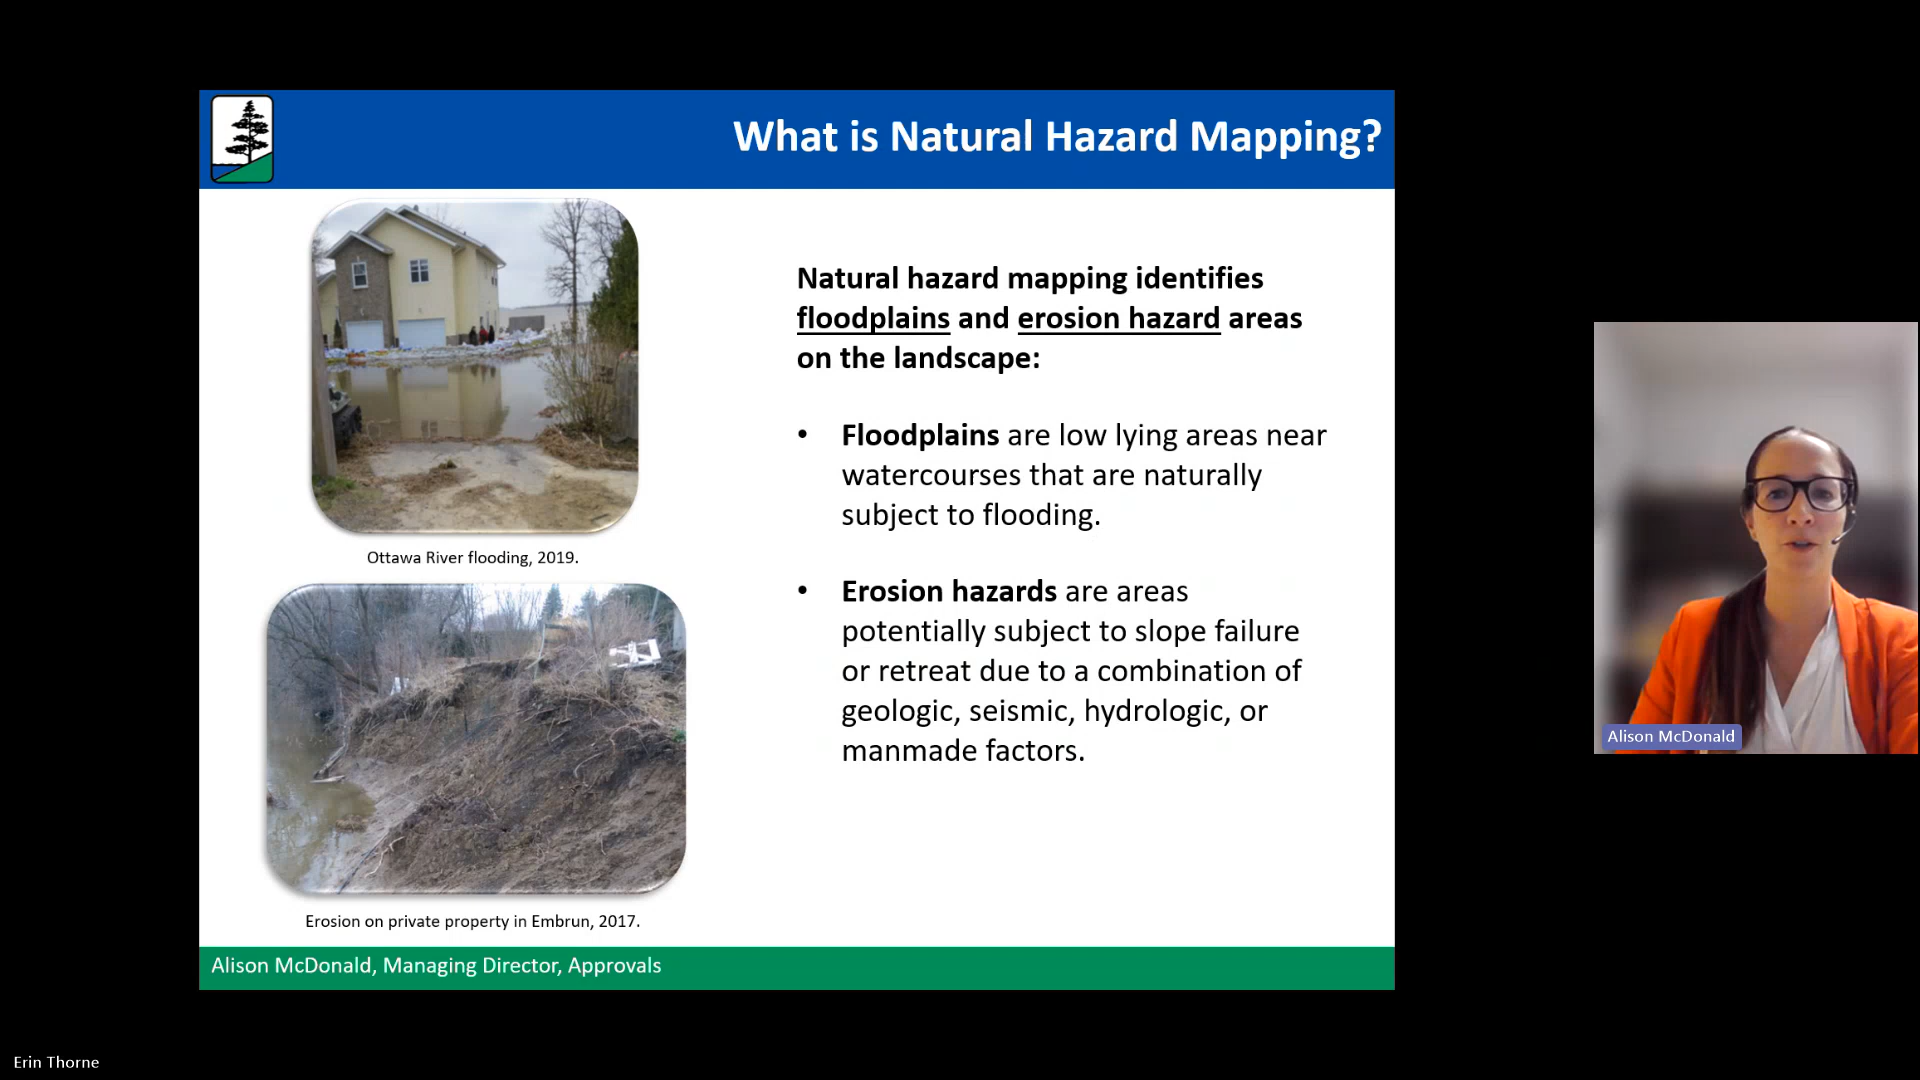 What is Natural Hazard Mapping?
Ottawa River flooding, 2019.
Erosion on private property in Embrun, 2017.
Natural hazard mapping identifies
floodplains and erosion hazard areas
on the landscape:
• Floodplains are low lying areas near
watercourses that are naturally
subject to flooding.
• Erosion hazards are areas
potentially subject to slope failure
or retreat due to a combination of
geologic, seismic, hydrologic, or
manmade factors.
Alison McDonald, Managing Director, Approvals
Alison McDonald
Erin Thorne